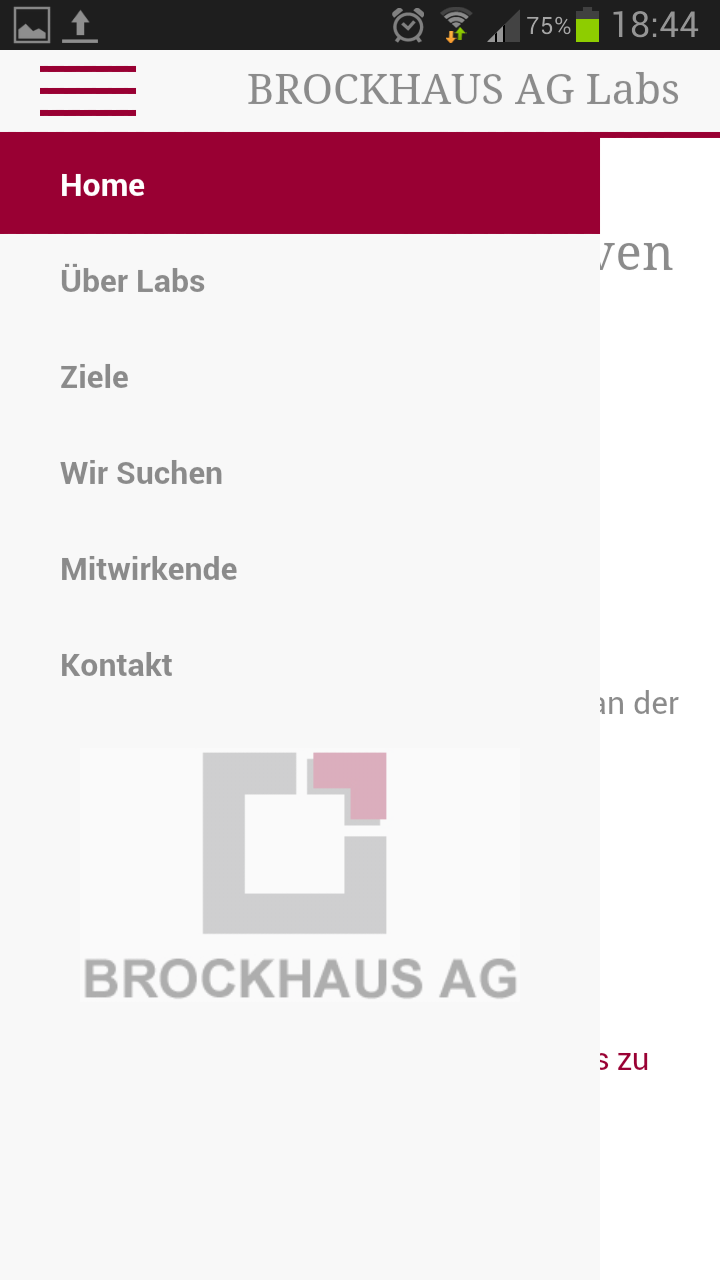 75% 18:44
BROCKHAUS AG Labs
Home
ven
Über Labs
Ziele
Wir Suchen
Mitwirkende
Kontakt
an der
BROCKHAUS AG
s zu